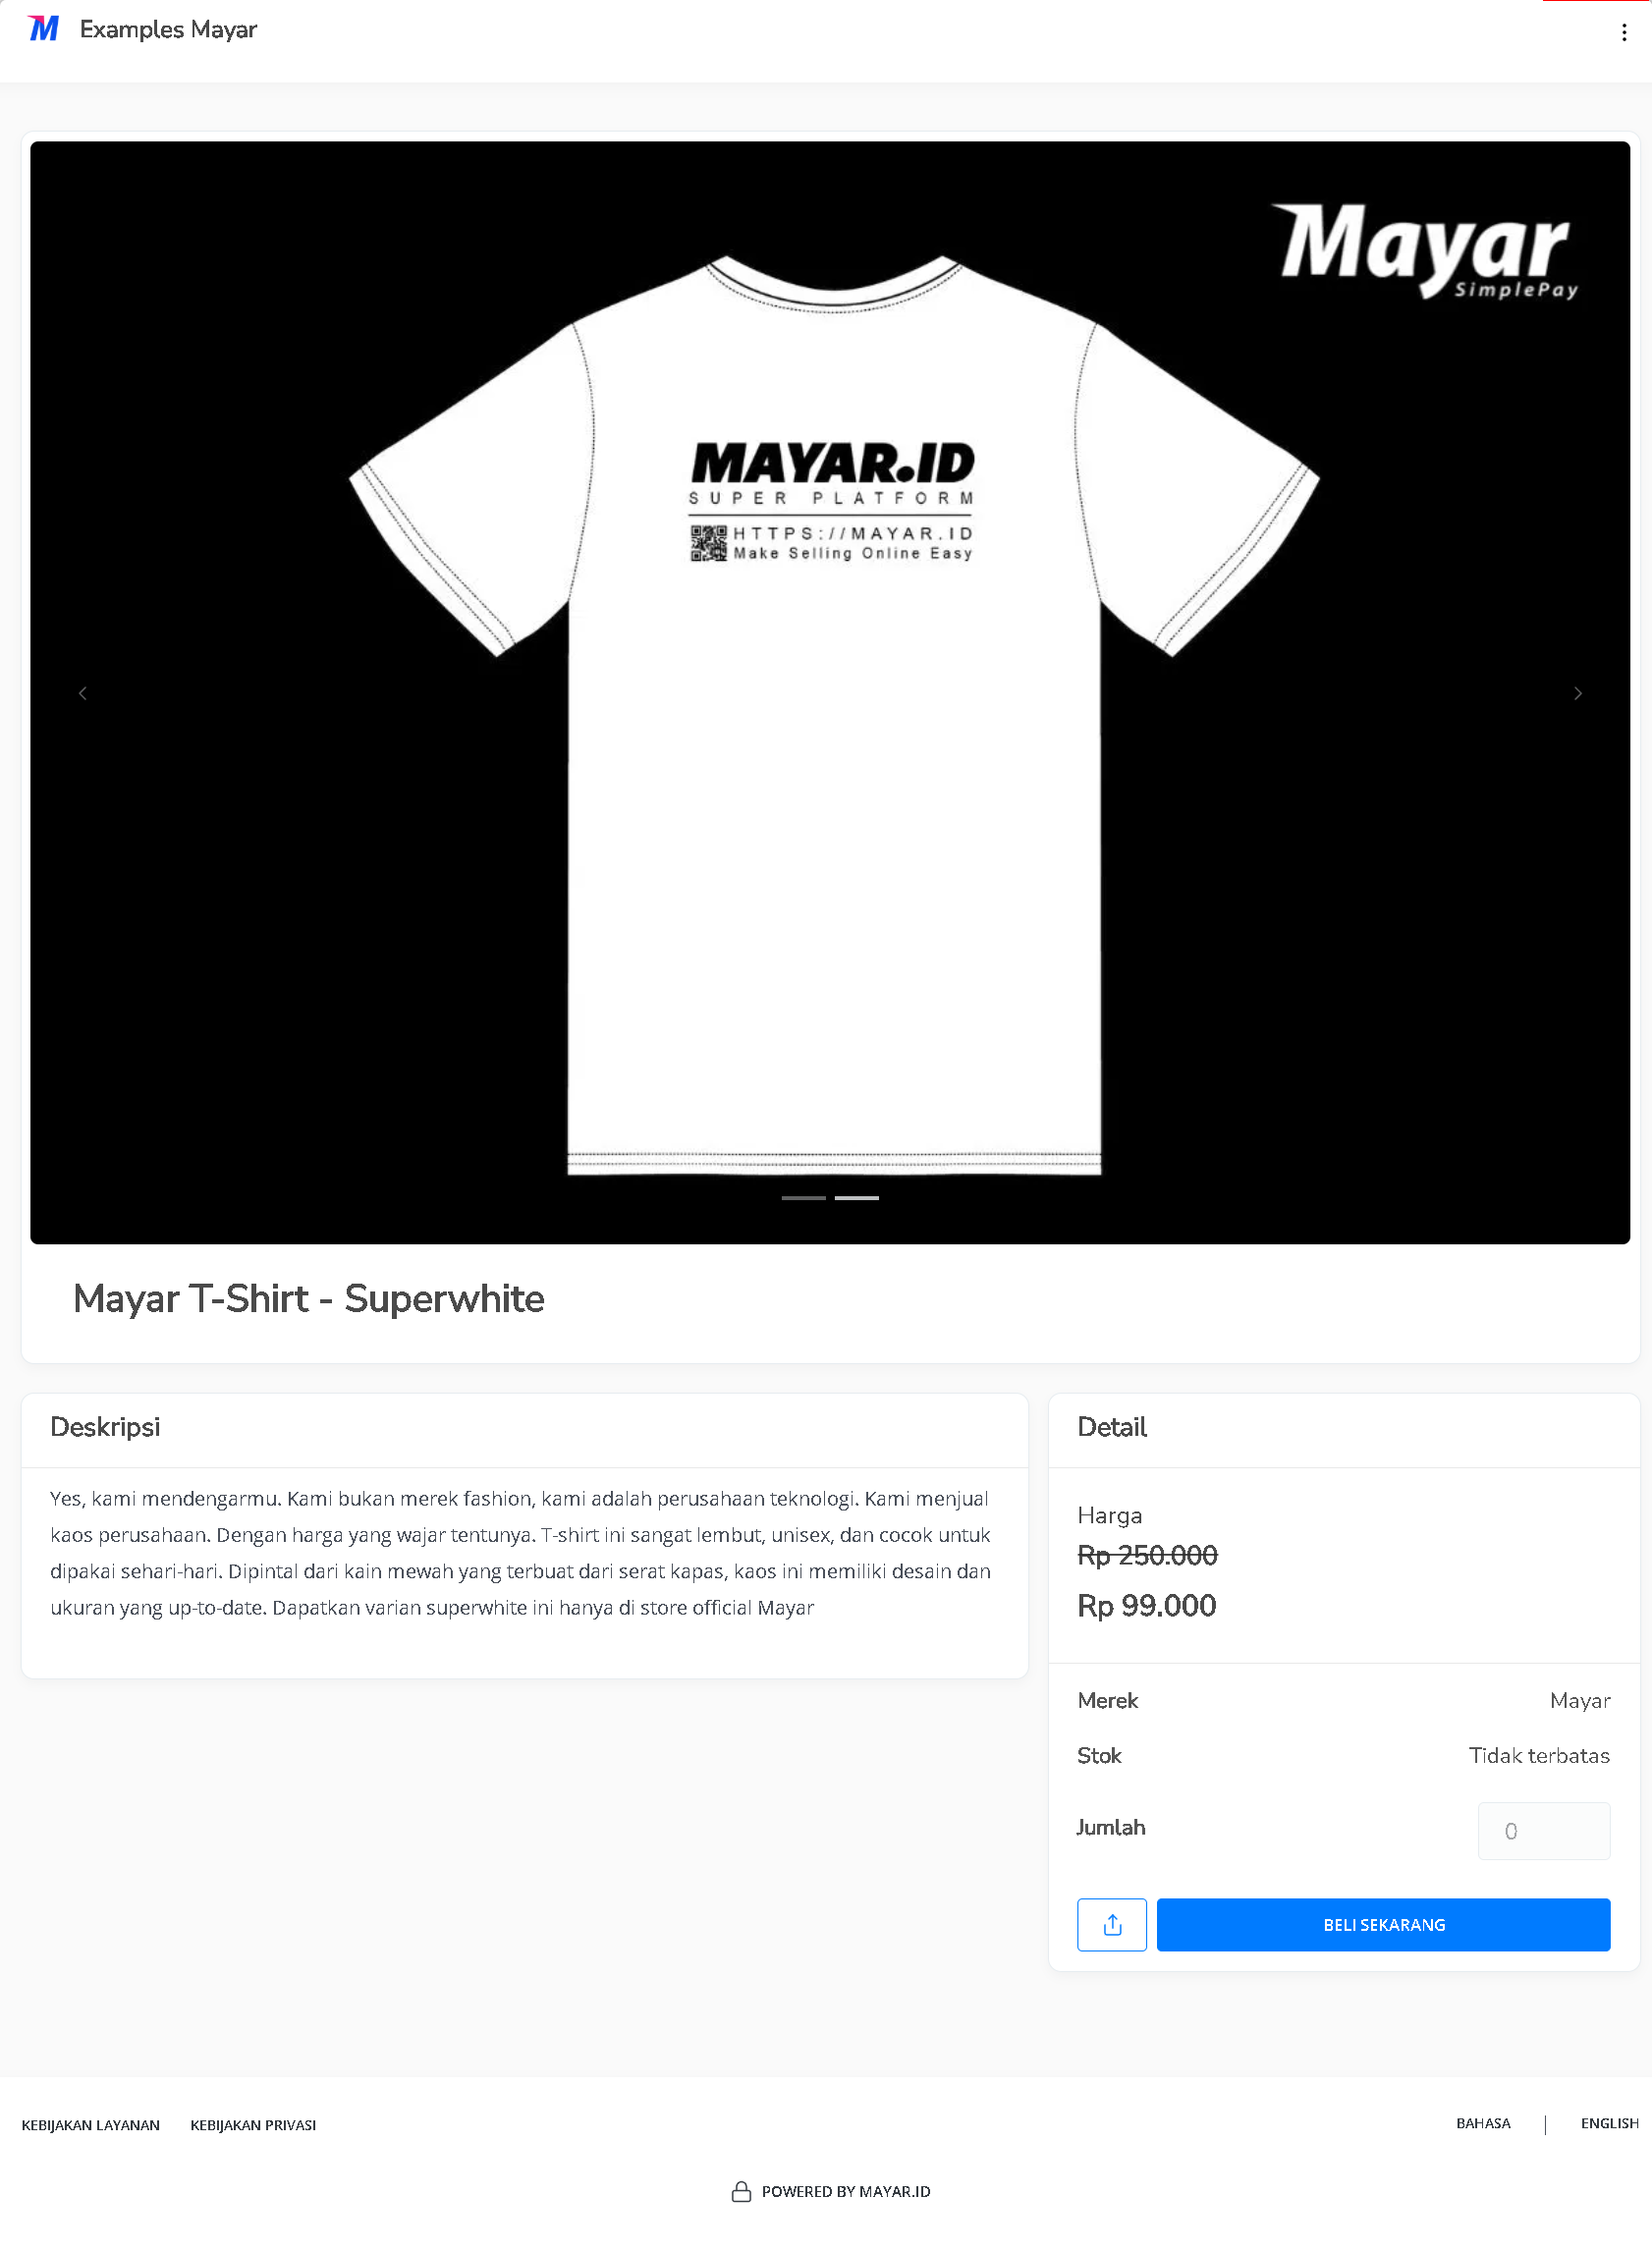 M Examples Mayar
Mayar
SimplePay
MAYAR.ID
SUPER PLATFORM
HTTPS://MAYAR.ID
Make Selling Online Easy
Mayar T-Shirt - Superwhite
Deskripsi
Yes, kami mendengarmu. Kami bukan merek fashion, kami adalah perusahaan teknologi. Kami menjual
kaos perusahaan. Dengan harga yang wajar tentunya. T-shirt ini sangat lembut, unisex, dan cocok untuk
dipakai sehari-hari. Dipintal dari kain mewah yang terbuat dari serat kapas, kaos ini memiliki desain dan
ukuran yang up-to-date. Dapatkan varian superwhite ini hanya di store official Mayar
Detail
Harga
Rp 250.000
Rp 99.000
Merek Mayar
Stok Tidak terbatas
Jumlah 0
BELI SEKARANG
KEBIJAKAN LAYANAN KEBIJAKAN PRIVASI BAHASA | ENGLISH
POWERED BY MAYAR.ID